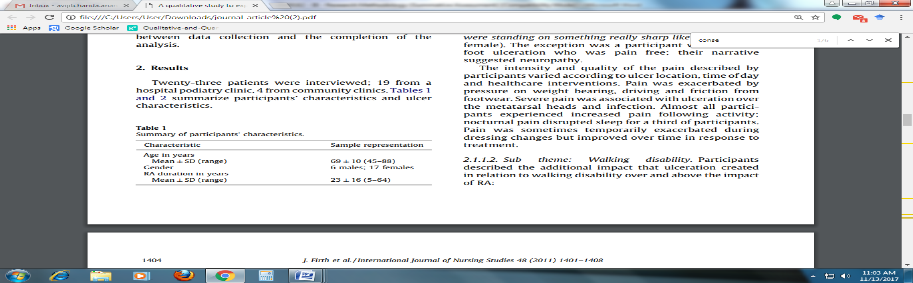 Inbox - avijitchandacanc
A qualitative study to ex
file:///C:/Users/User/Downloads/journal-article%20(2).pdf
Apps
Google Scholar
Qualitative-and-Quan
conse
1/6
between data collection and the completion of the
analysis.
2. Results
Twenty-three patients were interviewed; 19 from a
hospital podiatry clinic, 4 from community clinics. Tables 1
and 2 summarize participants' characteristics and ulcer
characteristics.
Table 1
Summary of participants' characteristics.
Characteristic Sample representation
Age in years
Mean ± SD (range) 69 ± 10 (45–88)
Gender 6 males; 17 females
RA duration in years
Mean ± SD (range) 23 ± 16 (5–64)
were standing on something really sharp like
female). The exception was a participant
foot ulceration who was pain free; their narrative
suggested neuropathy.
The intensity and quality of the pain described by
participants varied according to ulcer location, time of day
and healthcare interventions. Pain was exacerbated by
pressure on weight bearing, driving and friction from
footwear. Severe pain was associated with ulceration over
the metatarsal heads and infection. Almost all partici-
pants experienced increased pain following activity;
nocturnal pain disrupted sleep for a third of participants.
Pain was sometimes temporarily exacerbated during
dressing changes but improved over time in response to
treatment.
2.1.1.2. Sub theme: Walking disability. Participants
described the additional impact that ulceration created
in relation to walking disability over and above the impact
of RA:
1404
J. Firth et al. / International Journal of Nursing Studies 48 (2011) 1401–1408
11:03 AM
11/13/2017